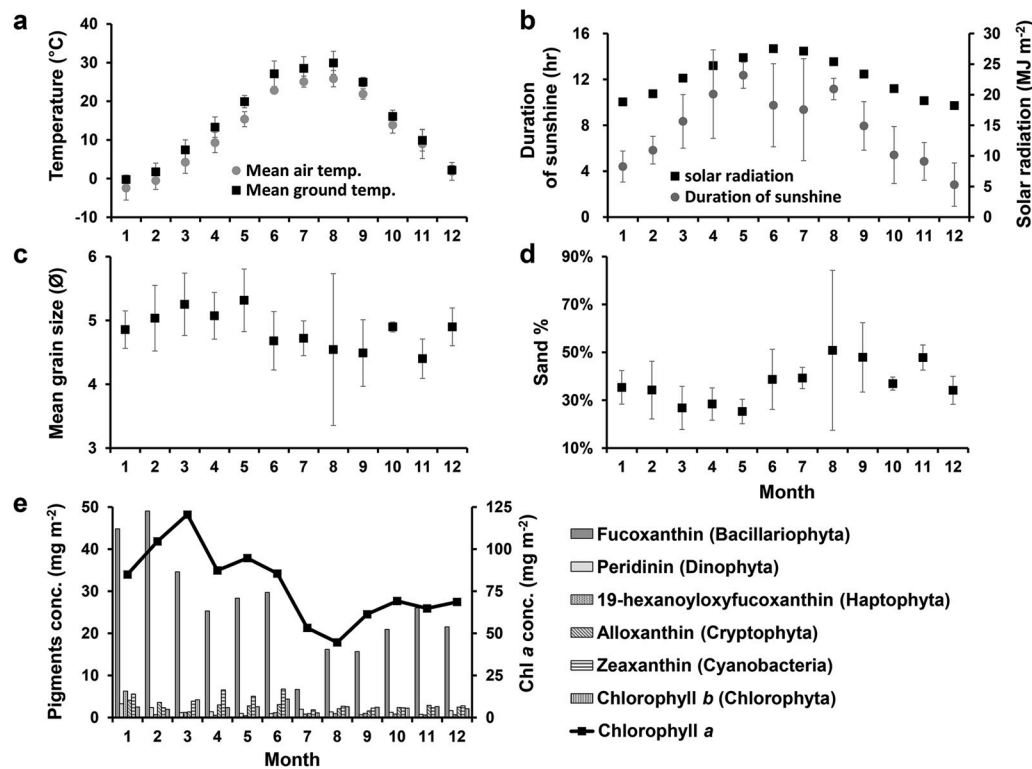 a
Temperature (°C)
40
30
20
10
0
-10
Mean air temp.
Mean ground temp.
1 2 3 4 5 6 7 8 9 10 11 12
b
Duration
of sunshine (hr)
16
12
8
4
0
solar radiation
Duration of sunshine
30
25
20
15
10
5
0
Solar radiation (MJ m-2)
1 2 3 4 5 6 7 8 9 10 11 12
c
Mean grain size (Ø)
6
5
4
3
1 2 3 4 5 6 7 8 9 10 11 12
d
Sand %
90%
70%
50%
30%
10%
1 2 3 4 5 6 7 8 9 10 11 12
Month
e
Pigments conc. (mg m-2)
50
40
30
20
10
0
125
100
75
50
25
0
Chl a conc. (mg m-2)
1 2 3 4 5 6 7 8 9 10 11 12
Month
Fucoxanthin (Bacillariophyta)
Peridinin (Dinophyta)
19-hexanoyloxyfucoxanthin (Haptophyta)
Alloxanthin (Cryptophyta)
Zeaxanthin (Cyanobacteria)
Chlorophyll b (Chlorophyta)
Chlorophyll a